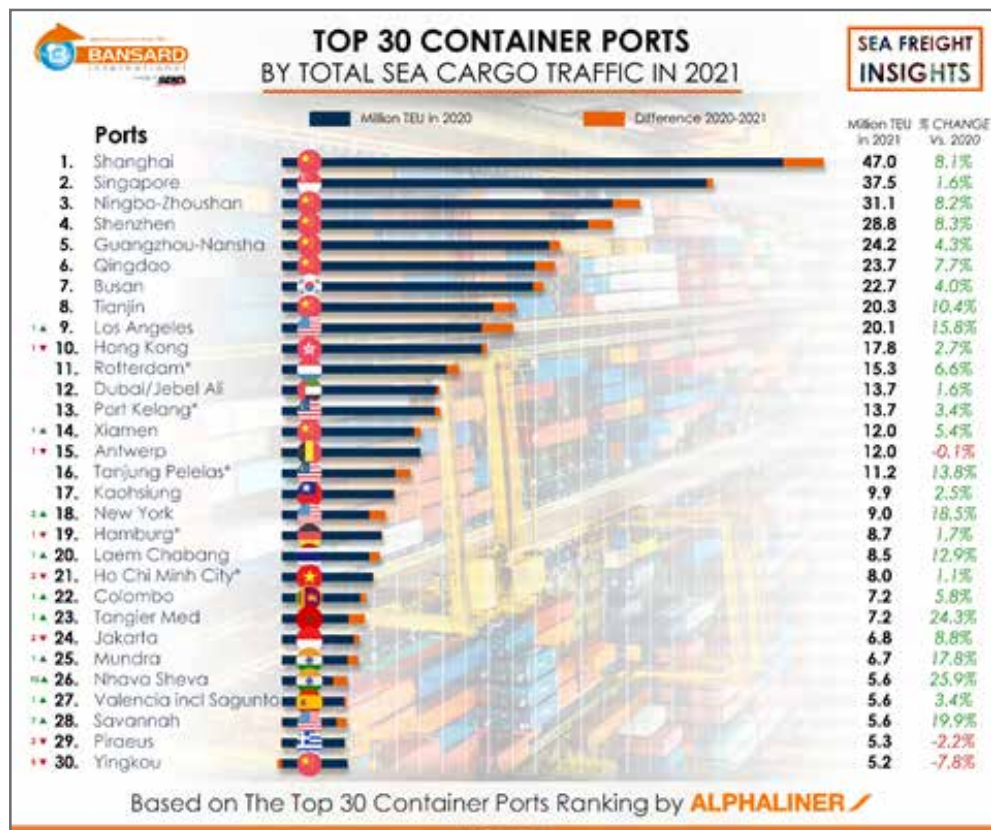 BANSARD
international
TOP 30 CONTAINER PORTS
BY TOTAL SEA CARGO TRAFFIC IN 2021
SEA FREIGHT
INSIGHTS
Million TEU in 2020
Difference 2020-2021
Ports
Million TEU in 2021
% CHANGE Vs. 2020
1. Shanghai 47.0 8.1%
2. Singapore 37.5 1.6%
3. Ningbo-Zhoushan 31.1 8.2%
4. Shenzhen 28.8 8.3%
5. Guangzhou-Nansha 24.2 4.3%
6. Qingdao 23.7 7.7%
7. Busan 22.7 4.0%
8. Tianjin 20.3 10.4%
1▲ 9. Los Angeles 20.1 15.8%
1▼ 10. Hong Kong 17.8 2.7%
11. Rotterdam* 15.3 6.6%
12. Dubai/Jebel Ali 13.7 1.6%
13. Port Kelang* 13.7 3.4%
1▲ 14. Xiamen 12.0 5.4%
1▼ 15. Antwerp 12.0 -0.1%
16. Tanjung Pelelas* 11.2 13.8%
17. Kaohsiung 9.9 2.5%
2▲ 18. New York 9.0 18.5%
1▼ 19. Hamburg* 8.7 1.7%
1▲ 20. Laem Chabang 8.5 12.9%
2▼ 21. Ho Chi Minh City* 8.0 1.1%
1▲ 22. Colombo 7.2 5.8%
1▲ 23. Tangier Med 7.2 24.3%
2▼ 24. Jakarta 6.8 8.8%
1▲ 25. Mundra 6.7 17.8%
▲ 26. Nhava Sheva 5.6 25.9%
1▲ 27. Valencia incl Sagunto 5.6 3.4%
▲ 28. Savannah 5.6 19.9%
▼ 29. Piraeus 5.3 -2.2%
▼ 30. Yingkou 5.2 -7.8%
Based on The Top 30 Container Ports Ranking by ALPHALINER